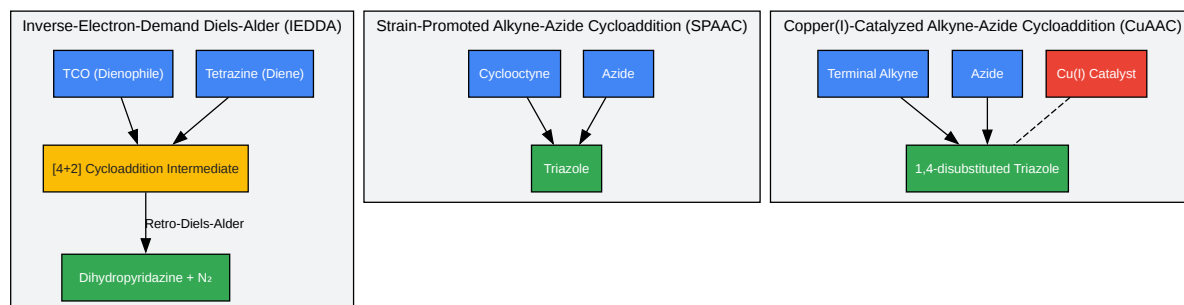 Inverse-Electron-Demand Diels-Alder (IEDDA)
TCO (Dienophile)
Tetrazine (Diene)
[4+2] Cycloaddition Intermediate
Retro-Diels-Alder
Dihydropyridazine + N₂
Strain-Promoted Alkyne-Azide Cycloaddition (SPAAC)
Cyclooctyne
Azide
Triazole
Copper(I)-Catalyzed Alkyne-Azide Cycloaddition (CuAAC)
Terminal Alkyne
Azide
Cu(I) Catalyst
1,4-disubstituted Triazole